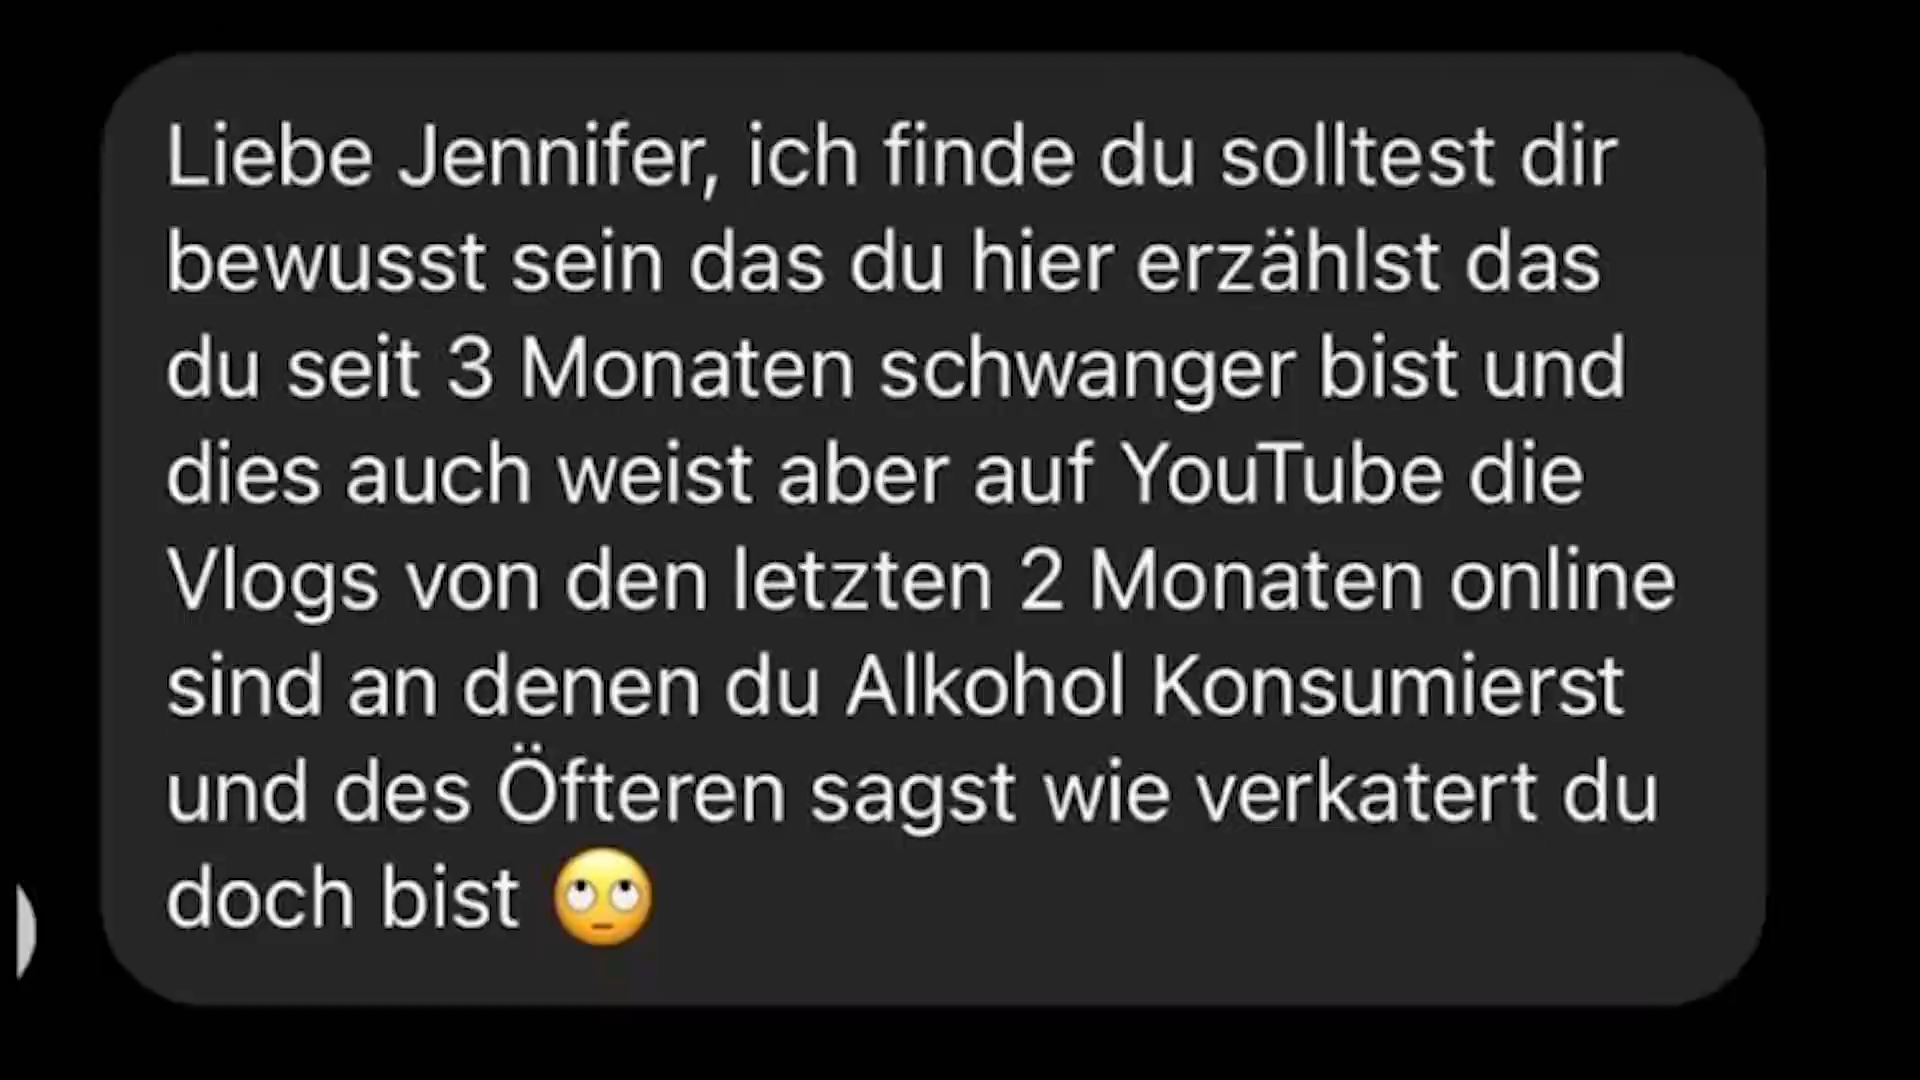 Liebe Jennifer, ich finde du solltest dir
bewusst sein das du hier erzählst das
du seit 3 Monaten schwanger bist und
dies auch weist aber auf YouTube die
Vlogs von den letzten 2 Monaten online
sind an denen du Alkohol Konsumierst
und des Öfteren sagst wie verkatert du
doch bist 🙄